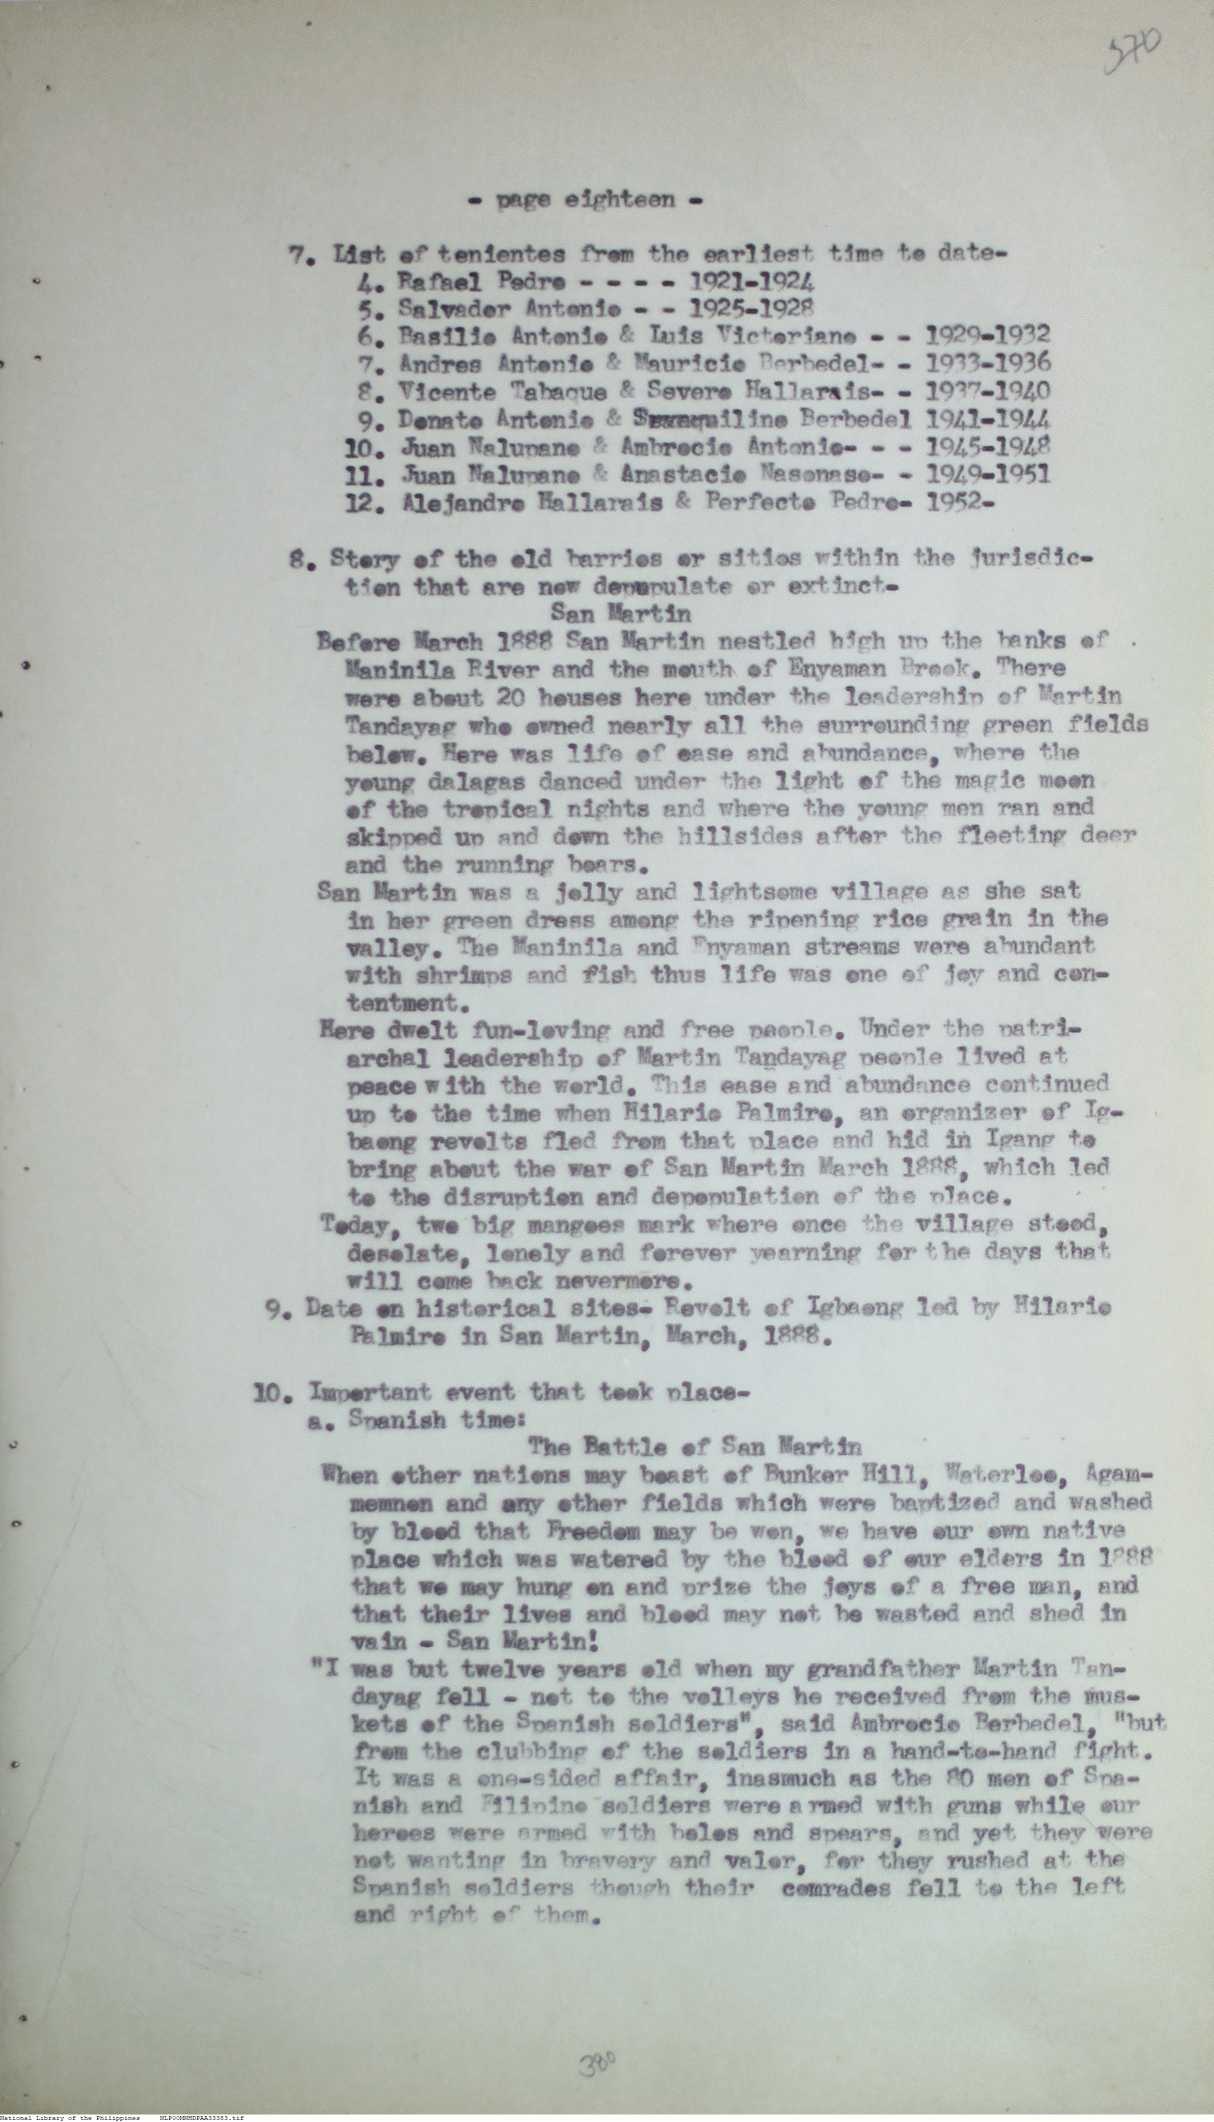 370
- page eighteen -
7. List of tenientes from the earliest time to date-
4. Rafael Pedro - - - - 1921-1924
5. Salvador Antonio - - 1925-1928
6. Basilio Antonio & Luis Victoriano - - 1929-1932
7. Andres Antonio & Mauricio Berbedel- - 1933-1936
8. Vicente Tabaque & Severo Hallarais- - 1937-1940
9. Donato Antonio & Berbedel 1941-1944
10. Juan Nalupano & Ambrocio Antonio- - - 1945-1948
11. Juan Nalupano & Anastacio Nasonaso- - 1949-1951
12. Alejandro Hallarais & Perfecto Pedro- 1952-
8. Story of the old barrios or sitios within the jurisdic-
tion that are now depopulate or extinct-
San Martin
Before March 1888 San Martin nestled high up the banks of
Maninila River and the mouth of Enyaman Brook. There
were about 20 houses here under the leadership of Martin
Tandayag who owned nearly all the surrounding green fields
below. Here was life of ease and abundance, where the
young dalagas danced under the light of the magic moon
of the tropical nights and where the young men ran and
skipped up and down the hillsides after the fleeting deer
and the running boars.
San Martin was a jolly and lightsome village as she sat
in her green dress among the ripening rice grain in the
valley. The Maninila and Enyaman streams were abundant
with shrimps and fish thus life was one of joy and con-
tentment.
Here dwelt fun-loving and free people. Under the patri-
archal leadership of Martin Tandayag people lived at
peace with the world. This ease and abundance continued
up to the time when Hilario Palmiro, an organizer of Ig-
baong revolts fled from that place and hid in Igang to
bring about the war of San Martin March 1888, which led
to the disruption and depopulation of the place.
Today, two big mangoes mark where once the village stood,
desolate, lonely and forever yearning for the days that
will come back nevermore.
9. Date on historical sites- Revolt of Igbaong led by Hilario
Palmiro in San Martin, March, 1888.
10. Important event that took place-
a. Spanish time:
The Battle of San Martin
When other nations may boast of Bunker Hill, Waterloo, Agam-
memnon and any other fields which were baptized and washed
by blood that Freedom may be won, we have our own native
place which was watered by the blood of our elders in 1888
that we may hung on and prize the joys of a free man, and
that their lives and blood may not be wasted and shed in
vain - San Martin!
"I was but twelve years old when my grandfather Martin Tan-
dayag fell - not to the volleys he received from the mus-
kets of the Spanish soldiers", said Ambrocio Berbedel, "but
from the clubbing of the soldiers in a hand-to-hand fight.
It was a one-sided affair, inasmuch as the 80 men of Spa-
nish and Filipino soldiers were armed with guns while our
heroes were armed with bolos and spears, and yet they were
not wanting in bravery and valor, for they rushed at the
Spanish soldiers though their comrades fell to the left
and right of them.
380
National Library of the Philippines